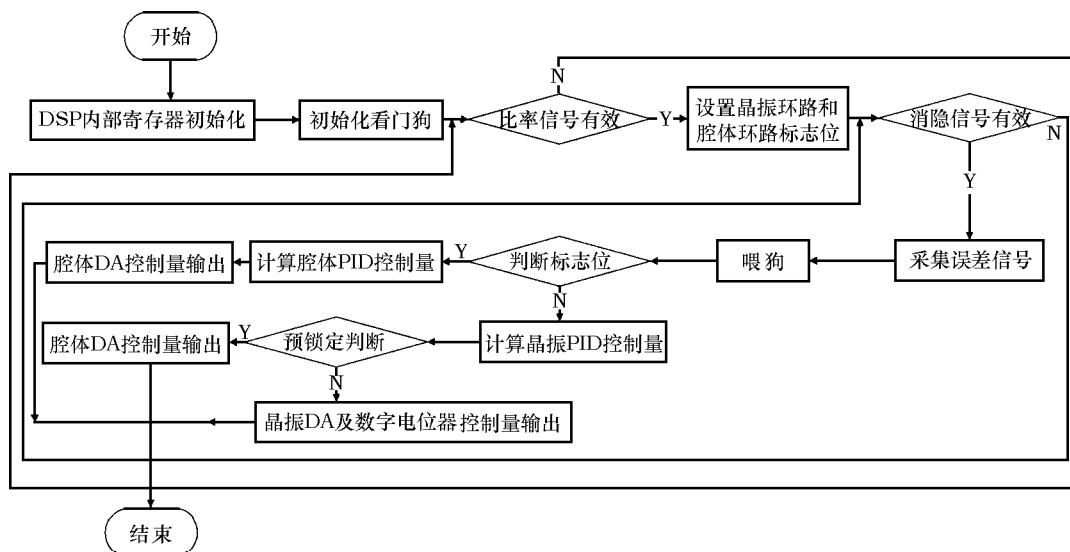 开始
N
DSP内部寄存器初始化
初始化看门狗
比率信号有效
Y
设置晶振环路和
腔体环路标志位
消隐信号有效
N
Y
腔体DA控制量输出
计算腔体PID控制量
Y
判断标志位
喂狗
采集误差信号
N
腔体DA控制量输出
Y
预锁定判断
计算晶振PID控制量
N
晶振DA及数字电位器控制量输出
结束